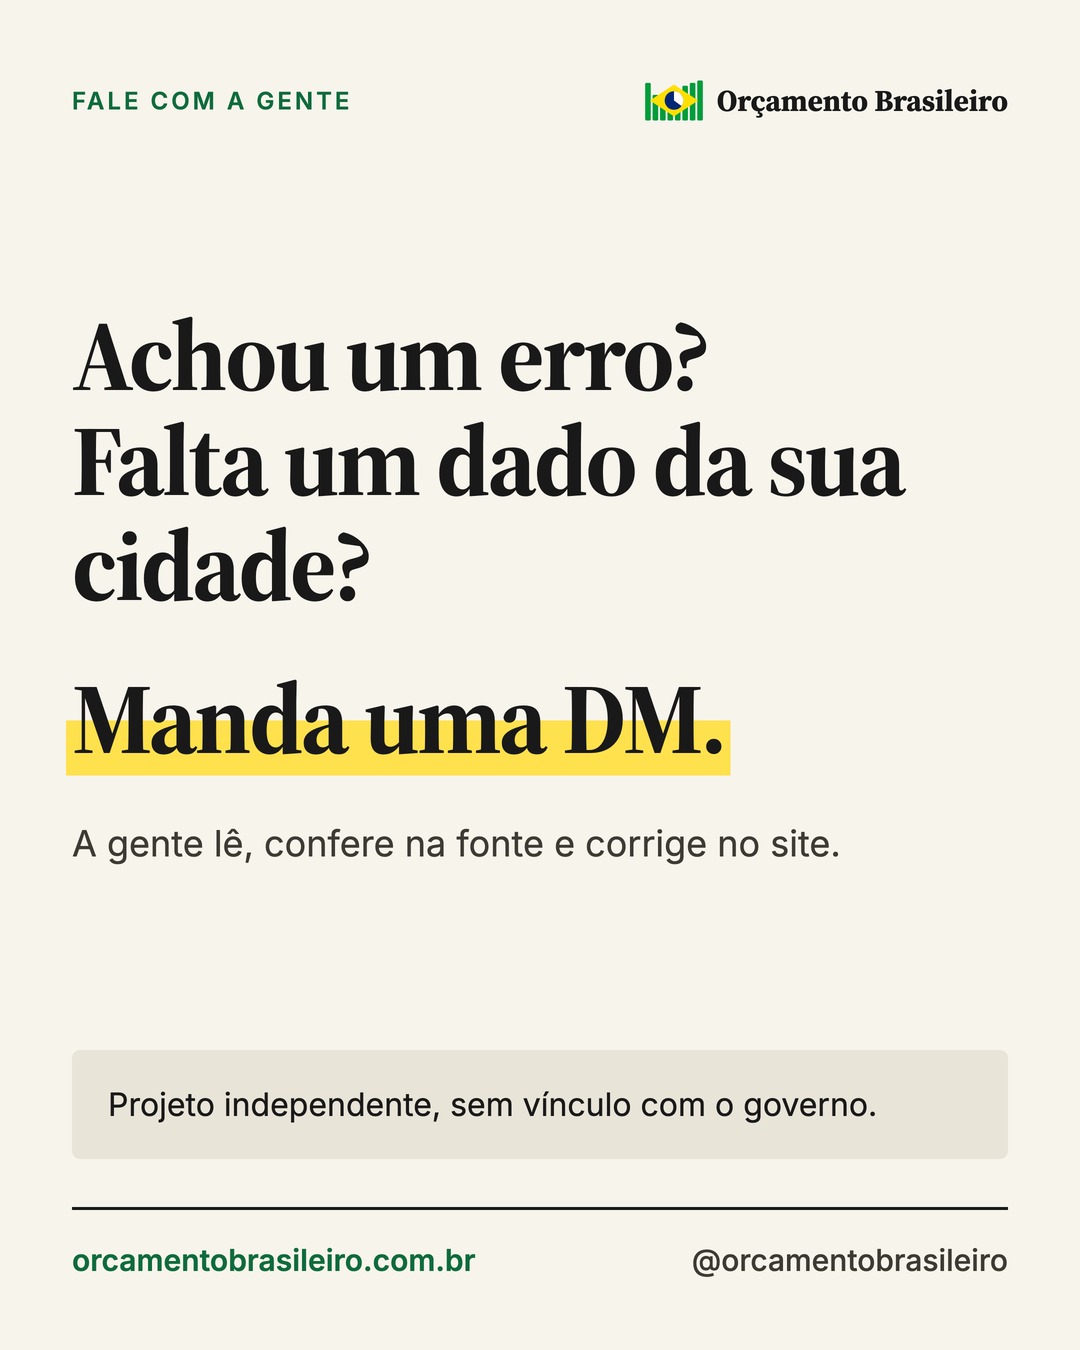 FALE COM A GENTE
Orçamento Brasileiro
Achou um erro?
Falta um dado da sua
cidade?
Manda uma DM.
A gente lê, confere na fonte e corrige no site.
Projeto independente, sem vínculo com o governo.
orcamentobrasileiro.com.br
@orcamentobrasileiro